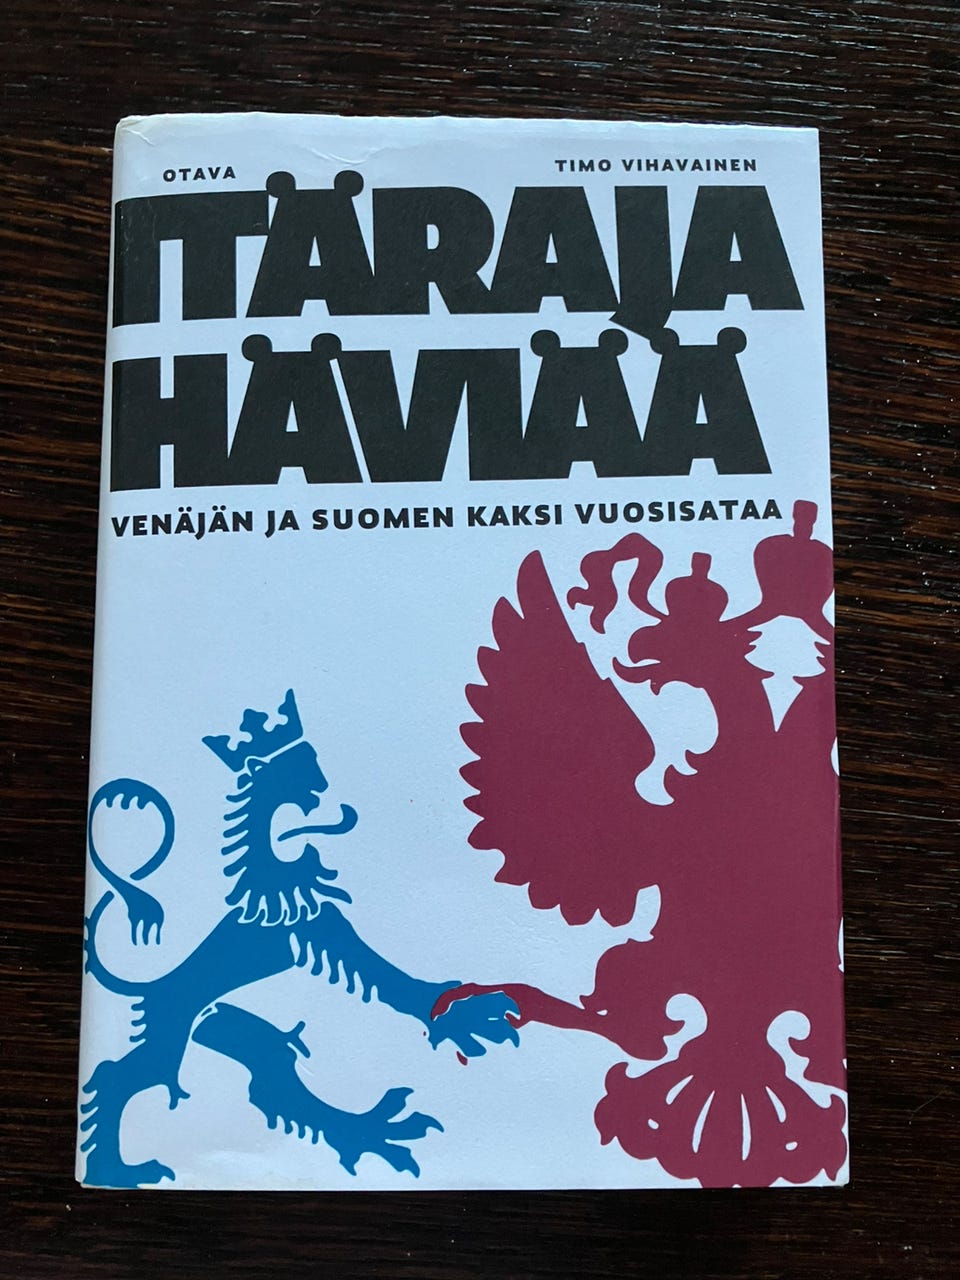 OTAVA
TIMO VIHAVAINEN
ITÄRAJA
HÄVIÄÄ
VENÄJÄN JA SUOMEN KAKSI VUOSISATAA